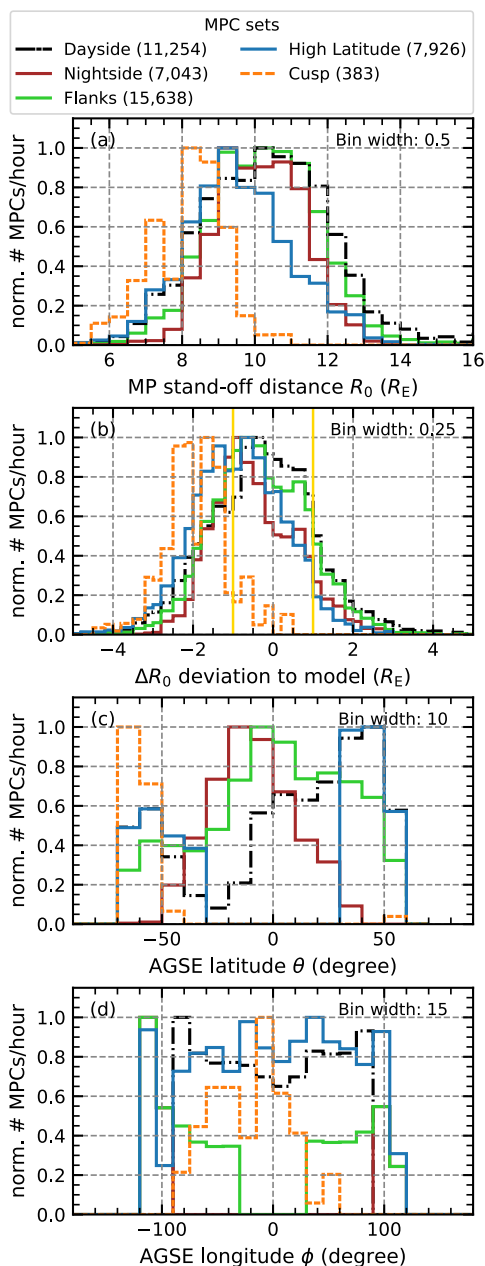 MPC sets
Dayside (11,254)
Nightside (7,043)
Flanks (15,638)
High Latitude (7,926)
Cusp (383)
(a)
Bin width: 0.5
1.0
0.8
0.6
0.4
0.2
0.0
norm. # MPCs/hour
6 8 10 12 14 16
MP stand-off distance R₀ (R_E)
(b)
Bin width: 0.25
1.0
0.8
0.6
0.4
0.2
0.0
norm. # MPCs/hour
−4 −2 0 2 4
ΔR₀ deviation to model (R_E)
(c)
Bin width: 10
1.0
0.8
0.6
0.4
0.2
0.0
norm. # MPCs/hour
−50 0 50
AGSE latitude θ (degree)
(d)
Bin width: 15
1.0
0.8
0.6
0.4
0.2
0.0
norm. # MPCs/hour
−100 0 100
AGSE longitude ϕ (degree)